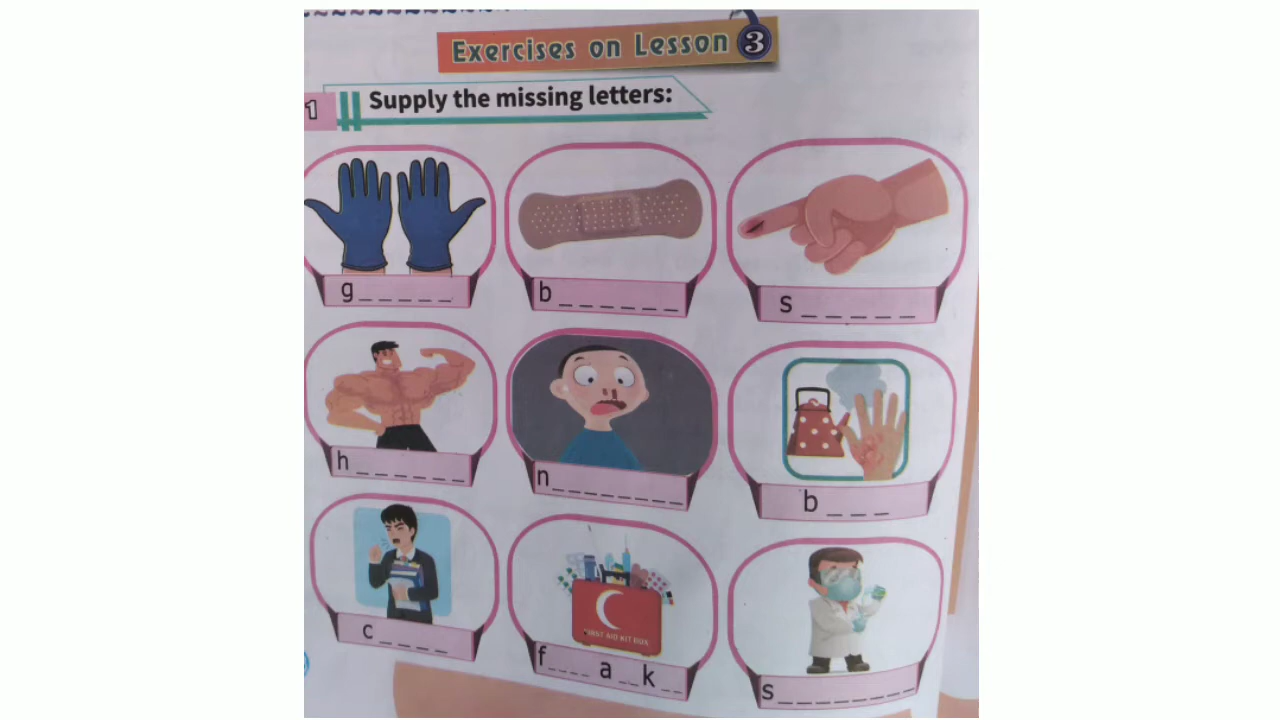 Exercises on Lesson 3
1 Supply the missing letters:
g _ _ _ _ _
b _ _ _ _ _ _
s _ _ _ _ _
h _ _ _ _ _ _
n _ _ _ _ _ _ _ _
b _ _ _
c _ _ _ _
FIRST AID KIT BOX
f _ _ _ _ a _ _ k _ _
s _ _ _ _ _ _ _ _